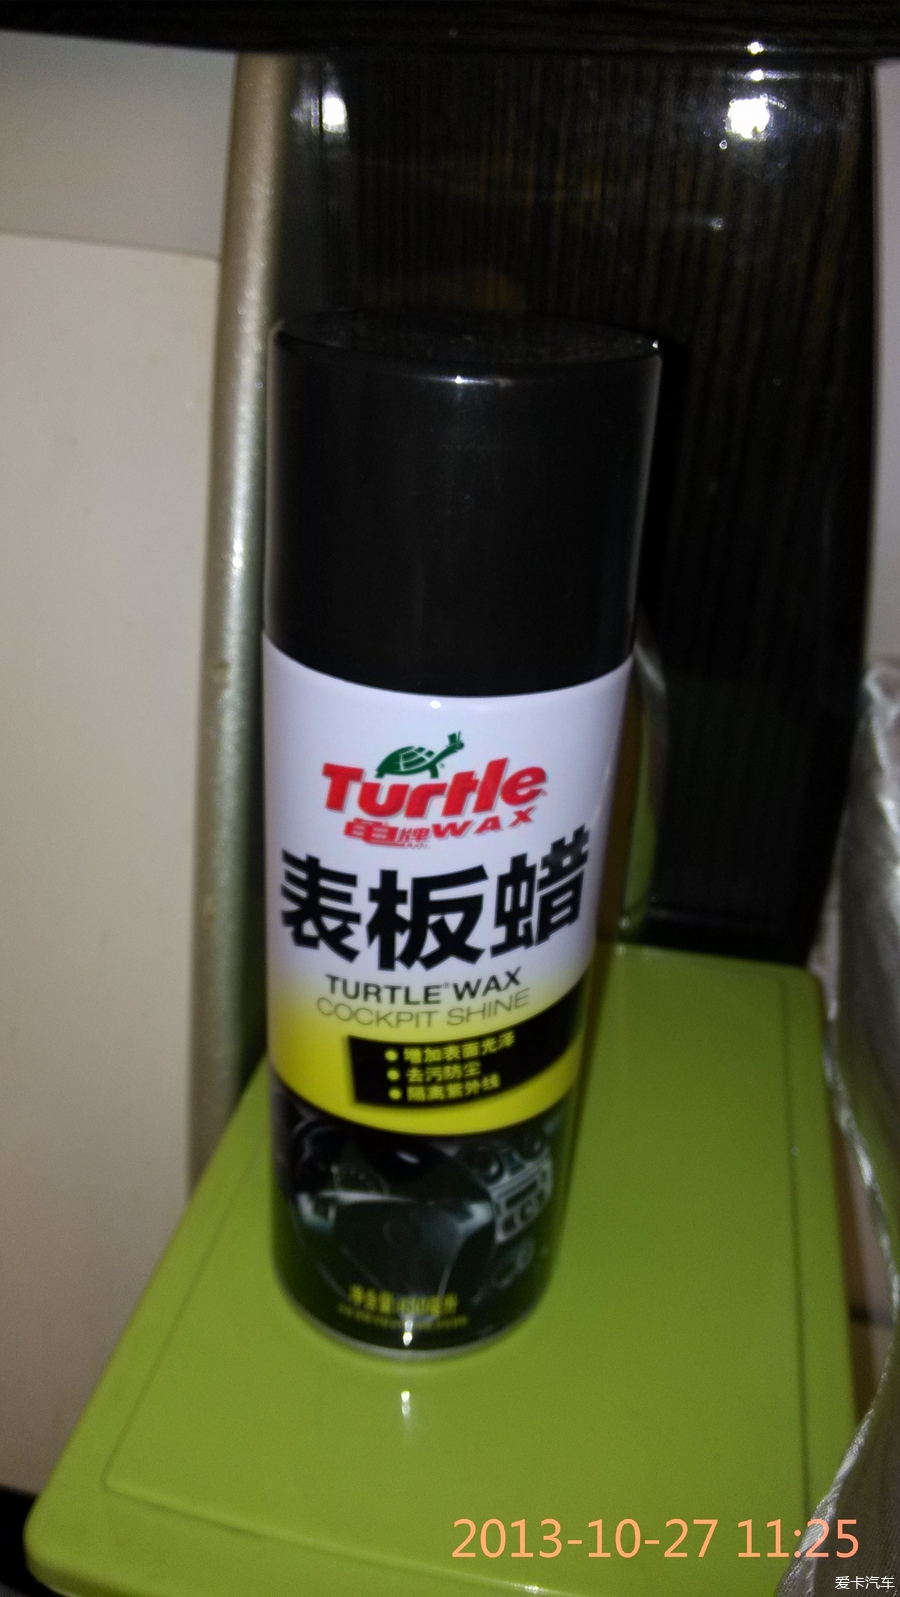 Turtle
龟牌WAX
表板蜡
TURTLE WAX
COCKPIT SHINE
增加表面光泽
去污防尘
隔离紫外线
2013-10-27 11:25
爱卡汽车